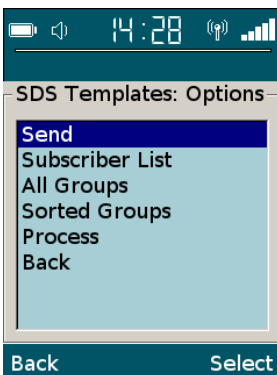 14:28
SDS Templates: Options
Send
Subscriber List
All Groups
Sorted Groups
Process
Back
Back Select